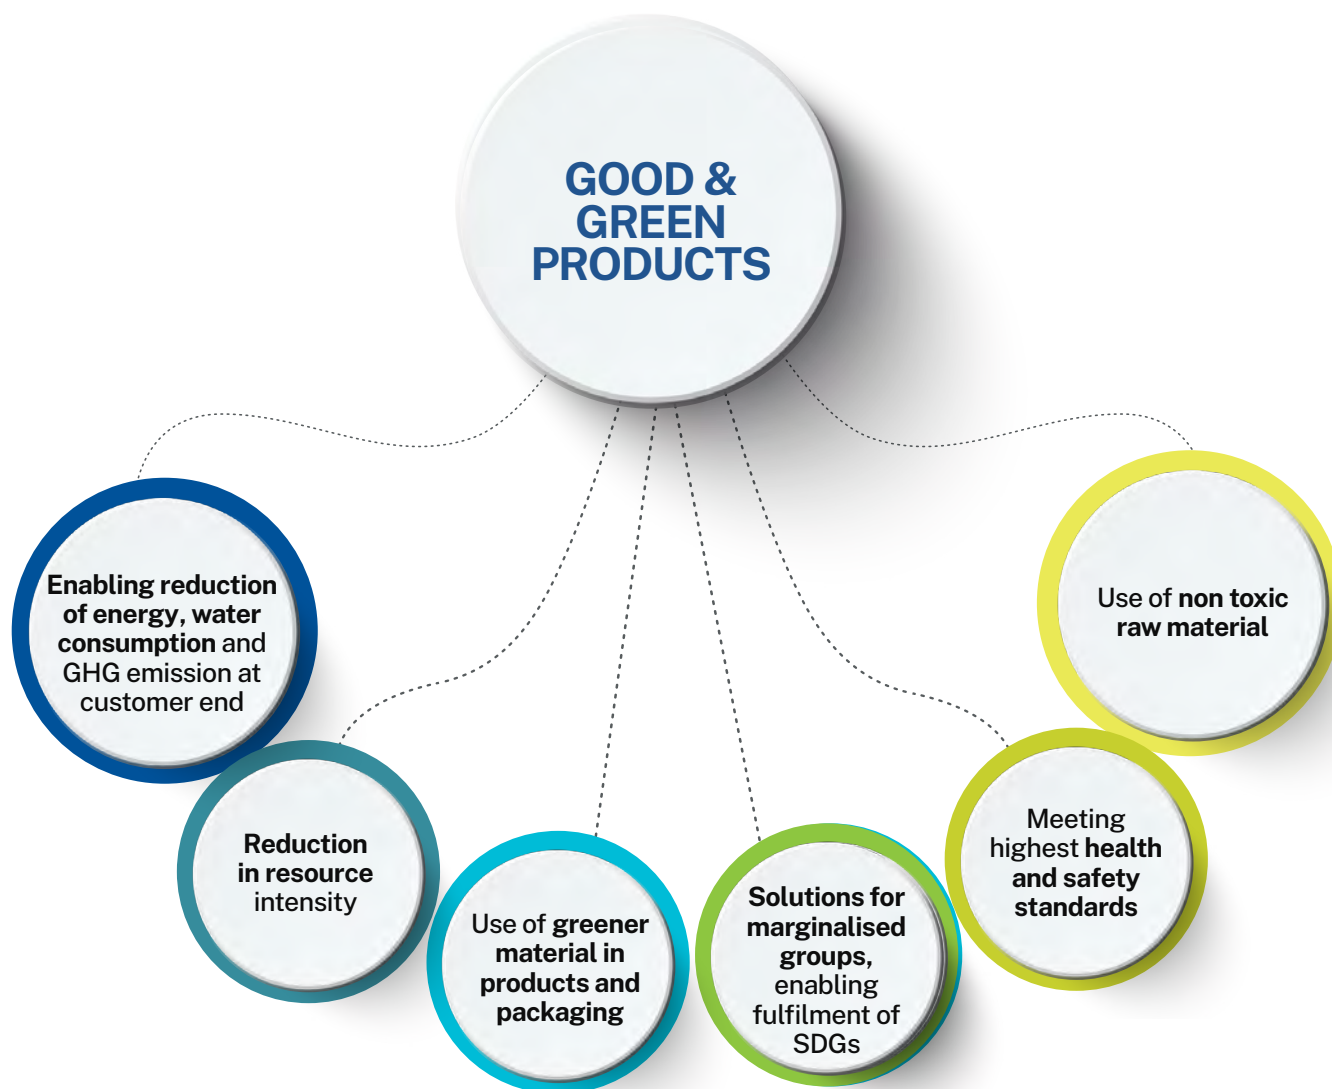 GOOD &
GREEN
PRODUCTS
Enabling reduction
of energy, water
consumption and
GHG emission at
customer end
Reduction
in resource
intensity
Use of greener
material in
products and
packaging
Solutions for
marginalised
groups,
enabling
fulfilment of
SDGs
Meeting
highest health
and safety
standards
Use of non toxic
raw material